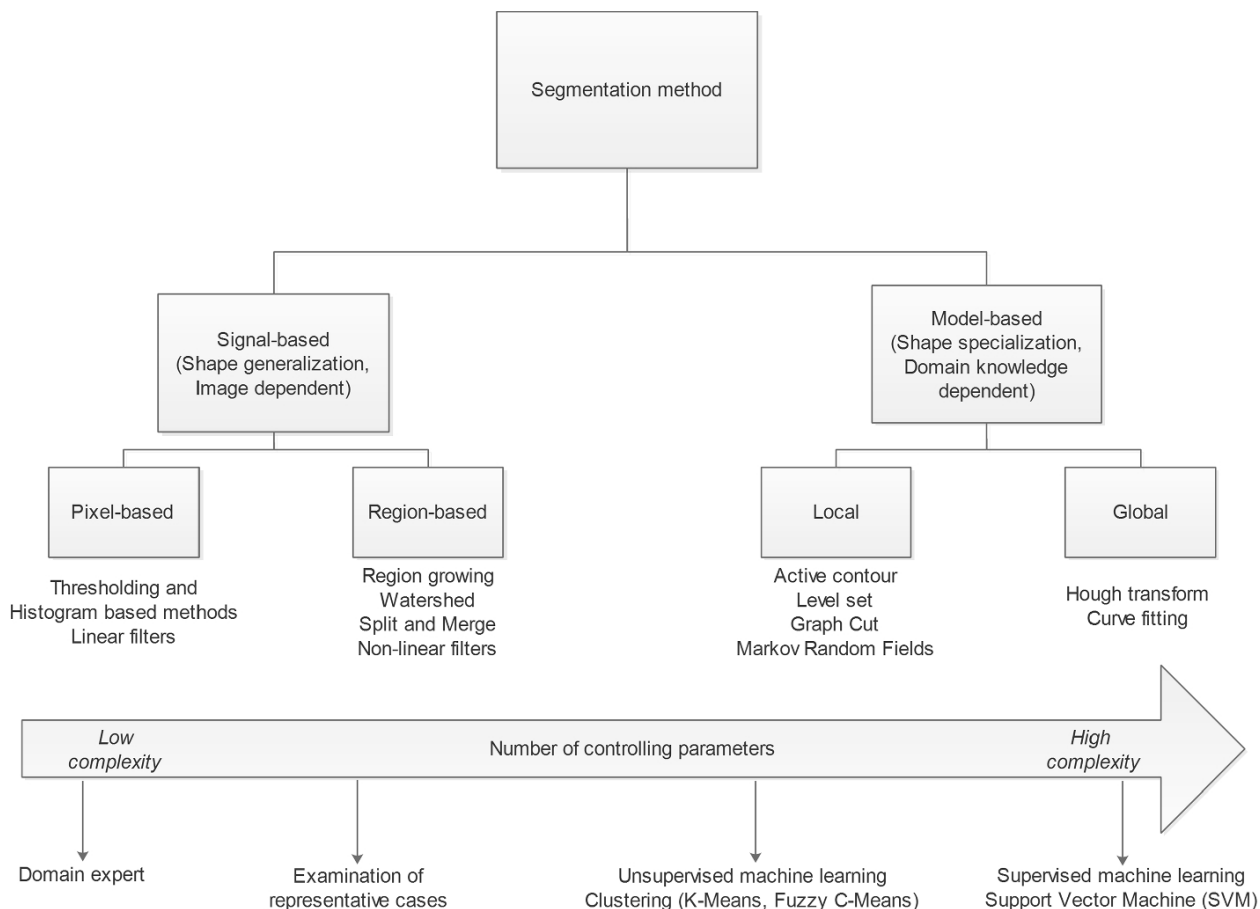 Segmentation method
Signal-based
(Shape generalization,
Image dependent)
Model-based
(Shape specialization,
Domain knowledge
dependent)
Pixel-based
Region-based
Local
Global
Thresholding and
Histogram based methods
Linear filters
Region growing
Watershed
Split and Merge
Non-linear filters
Active contour
Level set
Graph Cut
Markov Random Fields
Hough transform
Curve fitting
Low
complexity
Number of controlling parameters
High
complexity
Domain expert
Examination of
representative cases
Unsupervised machine learning
Clustering (K-Means, Fuzzy C-Means)
Supervised machine learning
Support Vector Machine (SVM)